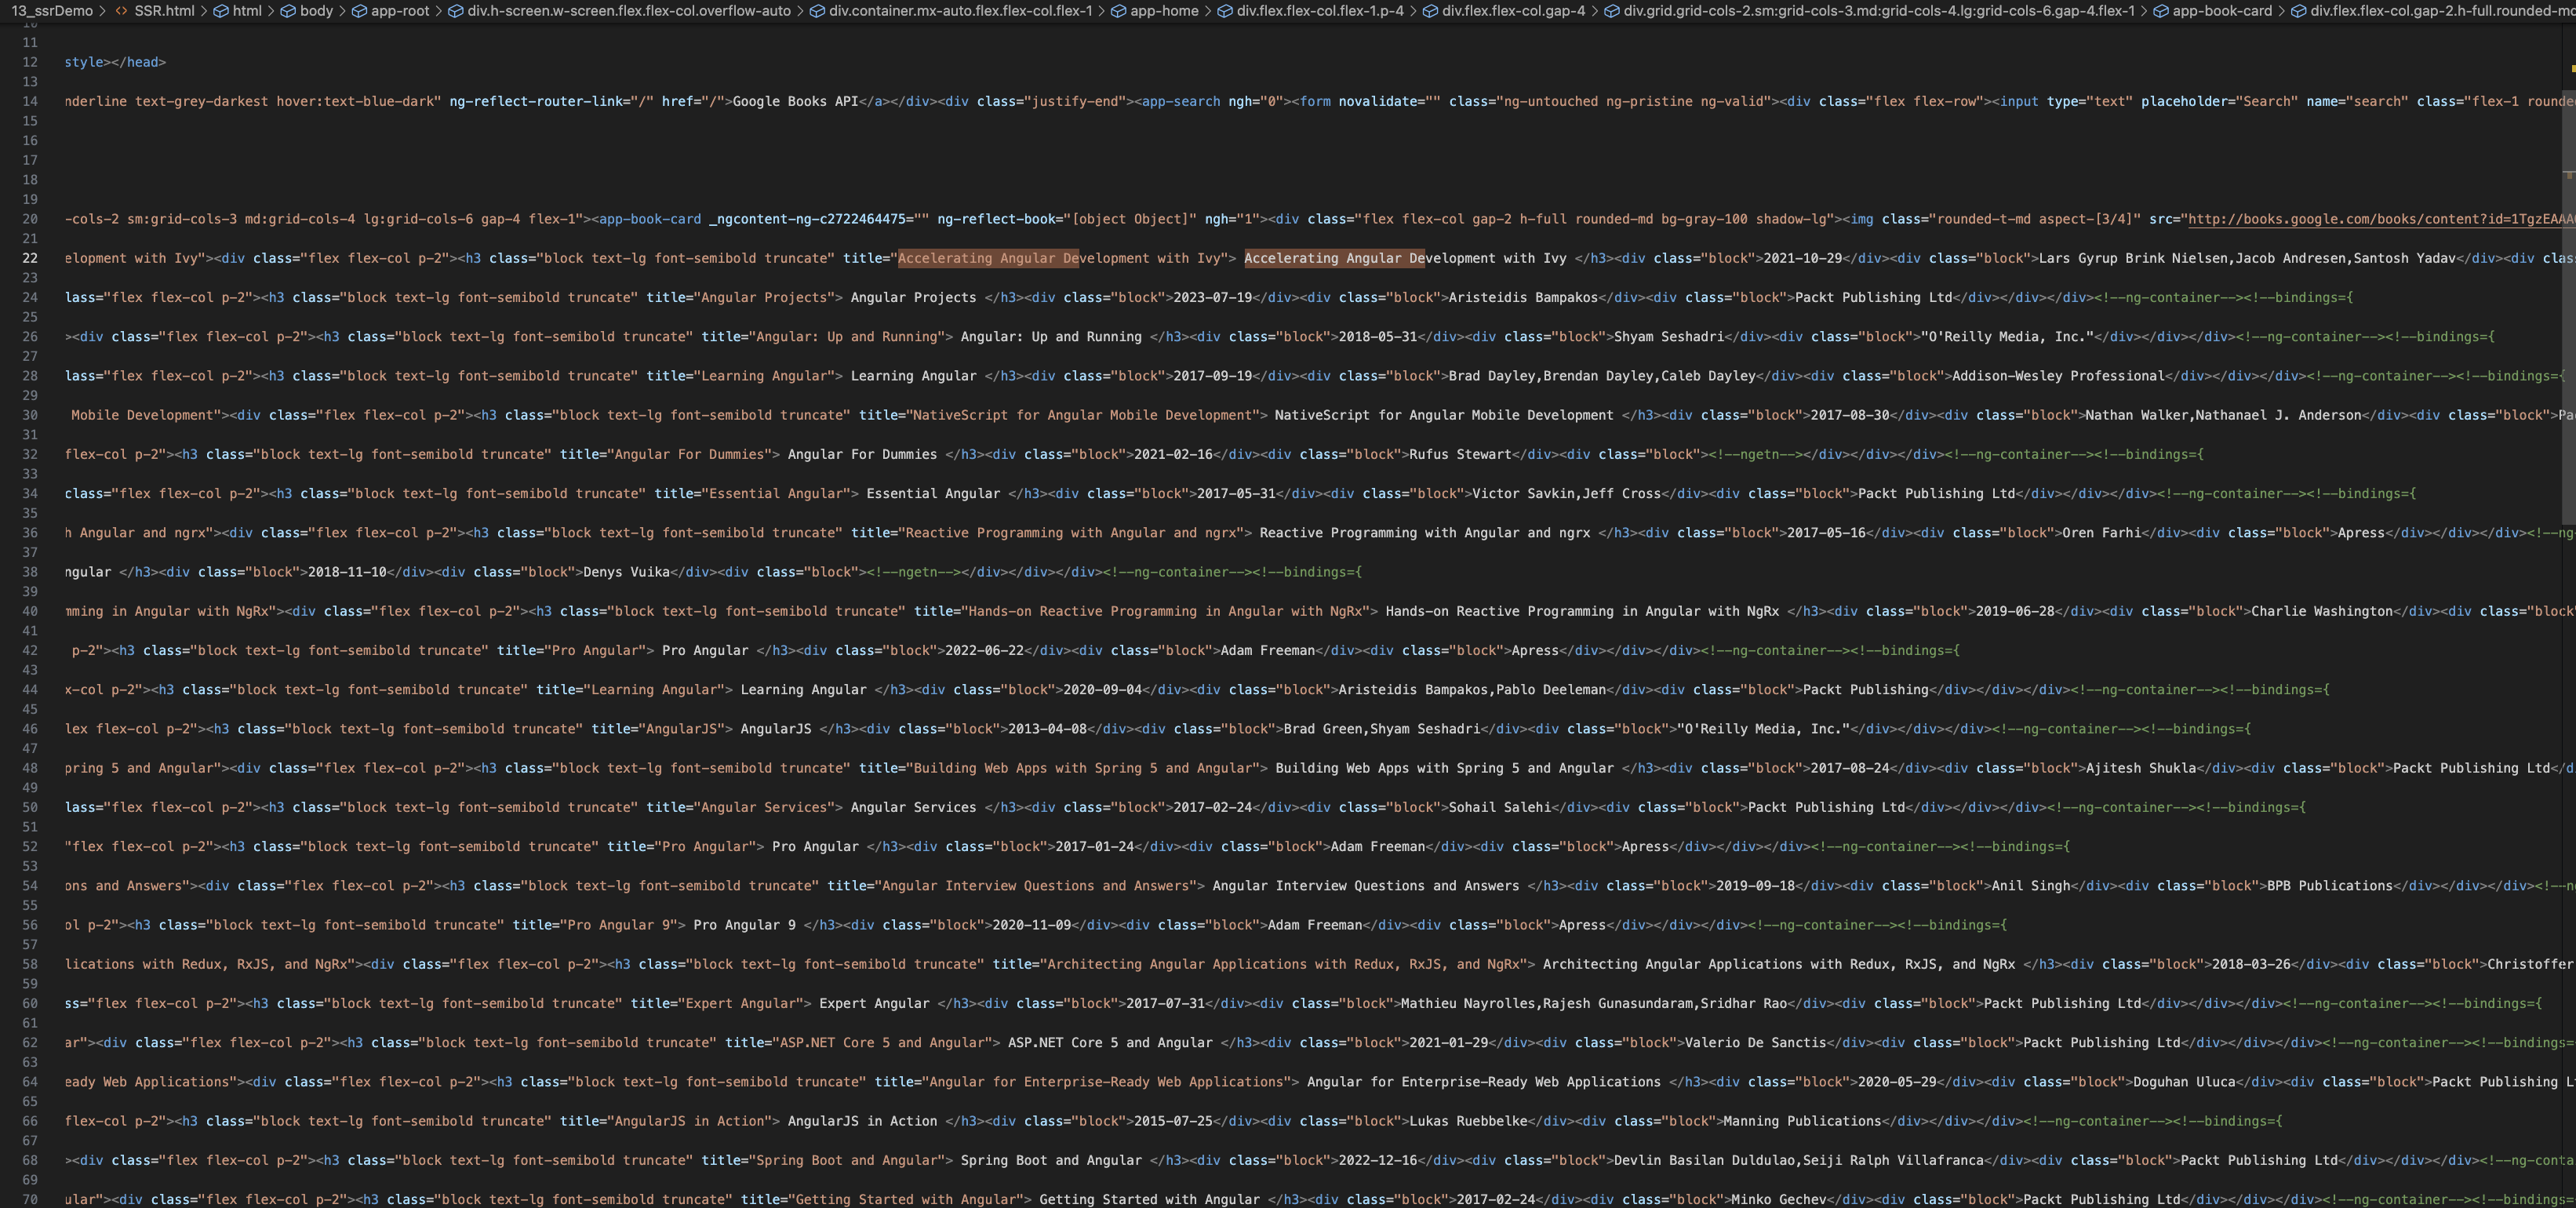 13_ssrDemo > <> SSR.html > html > body > app-root > div.h-screen.w-screen.flex.flex-col.overflow-auto > div.container.mx-auto.flex.flex-col.flex-1 > app-home > div.flex.flex-col.flex-1.p-4 > div.flex.flex-col.gap-4 > div.grid.grid-cols-2.sm:grid-cols-3.md:grid-cols-4.lg:grid-cols-6.gap-4.flex-1 > app-book-card > div.flex.flex-col.gap-2.h-full.rounded-md
11
12 style></head>
13
14 nderline text-grey-darkest hover:text-blue-dark" ng-reflect-router-link="/" href="/">Google Books API</a></div><div class="justify-end"><app-search ngh="0"><form novalidate="" class="ng-untouched ng-pristine ng-valid"><div class="flex flex-row"><input type="text" placeholder="Search" name="search" class="flex-1 rounde
15
16
17
18
19
20 -cols-2 sm:grid-cols-3 md:grid-cols-4 lg:grid-cols-6 gap-4 flex-1"><app-book-card _ngcontent-ng-c2722464475="" ng-reflect-book="[object Object]" ngh="1"><div class="flex flex-col gap-2 h-full rounded-md bg-gray-100 shadow-lg"><img class="rounded-t-md aspect-[3/4]" src="http://books.google.com/books/content?id=1TgzEAAA
21
22 elopment with Ivy"><div class="flex flex-col p-2"><h3 class="block text-lg font-semibold truncate" title="Accelerating Angular Development with Ivy"> Accelerating Angular Development with Ivy </h3><div class="block">2021-10-29</div><div class="block">Lars Gyrup Brink Nielsen,Jacob Andresen,Santosh Yadav</div><div clas
23
24 lass="flex flex-col p-2"><h3 class="block text-lg font-semibold truncate" title="Angular Projects"> Angular Projects </h3><div class="block">2023-07-19</div><div class="block">Aristeidis Bampakos</div><div class="block">Packt Publishing Ltd</div></div></div><!--ng-container--><!--bindings={
25
26 ><div class="flex flex-col p-2"><h3 class="block text-lg font-semibold truncate" title="Angular: Up and Running"> Angular: Up and Running </h3><div class="block">2018-05-31</div><div class="block">Shyam Seshadri</div><div class="block">"O'Reilly Media, Inc."</div></div></div><!--ng-container--><!--bindings={
27
28 lass="flex flex-col p-2"><h3 class="block text-lg font-semibold truncate" title="Learning Angular"> Learning Angular </h3><div class="block">2017-09-19</div><div class="block">Brad Dayley,Brendan Dayley,Caleb Dayley</div><div class="block">Addison-Wesley Professional</div></div></div><!--ng-container--><!--bindings={
29
30 Mobile Development"><div class="flex flex-col p-2"><h3 class="block text-lg font-semibold truncate" title="NativeScript for Angular Mobile Development"> NativeScript for Angular Mobile Development </h3><div class="block">2017-08-30</div><div class="block">Nathan Walker,Nathanael J. Anderson</div><div class="block">Pa
31
32 flex-col p-2"><h3 class="block text-lg font-semibold truncate" title="Angular For Dummies"> Angular For Dummies </h3><div class="block">2021-02-16</div><div class="block">Rufus Stewart</div><div class="block"><!--ngetn--></div></div></div><!--ng-container--><!--bindings={
33
34 class="flex flex-col p-2"><h3 class="block text-lg font-semibold truncate" title="Essential Angular"> Essential Angular </h3><div class="block">2017-05-31</div><div class="block">Victor Savkin,Jeff Cross</div><div class="block">Packt Publishing Ltd</div></div></div><!--ng-container--><!--bindings={
35
36 h Angular and ngrx"><div class="flex flex-col p-2"><h3 class="block text-lg font-semibold truncate" title="Reactive Programming with Angular and ngrx"> Reactive Programming with Angular and ngrx </h3><div class="block">2017-05-16</div><div class="block">Oren Farhi</div><div class="block">Apress</div></div></div><!--ng
37
38 ngular </h3><div class="block">2018-11-10</div><div class="block">Denys Vuika</div><div class="block"><!--ngetn--></div></div></div><!--ng-container--><!--bindings={
39
40 mming in Angular with NgRx"><div class="flex flex-col p-2"><h3 class="block text-lg font-semibold truncate" title="Hands-on Reactive Programming in Angular with NgRx"> Hands-on Reactive Programming in Angular with NgRx </h3><div class="block">2019-06-28</div><div class="block">Charlie Washington</div><div class="block"
41
42 p-2"><h3 class="block text-lg font-semibold truncate" title="Pro Angular"> Pro Angular </h3><div class="block">2022-06-22</div><div class="block">Adam Freeman</div><div class="block">Apress</div></div></div><!--ng-container--><!--bindings={
43
44 x-col p-2"><h3 class="block text-lg font-semibold truncate" title="Learning Angular"> Learning Angular </h3><div class="block">2020-09-04</div><div class="block">Aristeidis Bampakos,Pablo Deeleman</div><div class="block">Packt Publishing</div></div></div><!--ng-container--><!--bindings={
45
46 lex flex-col p-2"><h3 class="block text-lg font-semibold truncate" title="AngularJS"> AngularJS </h3><div class="block">2013-04-08</div><div class="block">Brad Green,Shyam Seshadri</div><div class="block">"O'Reilly Media, Inc."</div></div></div><!--ng-container--><!--bindings={
47
48 pring 5 and Angular"><div class="flex flex-col p-2"><h3 class="block text-lg font-semibold truncate" title="Building Web Apps with Spring 5 and Angular"> Building Web Apps with Spring 5 and Angular </h3><div class="block">2017-08-24</div><div class="block">Ajitesh Shukla</div><div class="block">Packt Publishing Ltd</d
49
50 lass="flex flex-col p-2"><h3 class="block text-lg font-semibold truncate" title="Angular Services"> Angular Services </h3><div class="block">2017-02-24</div><div class="block">Sohail Salehi</div><div class="block">Packt Publishing Ltd</div></div></div><!--ng-container--><!--bindings={
51
52 "flex flex-col p-2"><h3 class="block text-lg font-semibold truncate" title="Pro Angular"> Pro Angular </h3><div class="block">2017-01-24</div><div class="block">Adam Freeman</div><div class="block">Apress</div></div></div><!--ng-container--><!--bindings={
53
54 ons and Answers"><div class="flex flex-col p-2"><h3 class="block text-lg font-semibold truncate" title="Angular Interview Questions and Answers"> Angular Interview Questions and Answers </h3><div class="block">2019-09-18</div><div class="block">Anil Singh</div><div class="block">BPB Publications</div></div></div><!--n
55
56 ol p-2"><h3 class="block text-lg font-semibold truncate" title="Pro Angular 9"> Pro Angular 9 </h3><div class="block">2020-11-09</div><div class="block">Adam Freeman</div><div class="block">Apress</div></div></div><!--ng-container--><!--bindings={
57
58 lications with Redux, RxJS, and NgRx"><div class="flex flex-col p-2"><h3 class="block text-lg font-semibold truncate" title="Architecting Angular Applications with Redux, RxJS, and NgRx"> Architecting Angular Applications with Redux, RxJS, and NgRx </h3><div class="block">2018-03-26</div><div class="block">Christoffer
59
60 ss="flex flex-col p-2"><h3 class="block text-lg font-semibold truncate" title="Expert Angular"> Expert Angular </h3><div class="block">2017-07-31</div><div class="block">Mathieu Nayrolles,Rajesh Gunasundaram,Sridhar Rao</div><div class="block">Packt Publishing Ltd</div></div></div><!--ng-container--><!--bindings={
61
62 ar"><div class="flex flex-col p-2"><h3 class="block text-lg font-semibold truncate" title="ASP.NET Core 5 and Angular"> ASP.NET Core 5 and Angular </h3><div class="block">2021-01-29</div><div class="block">Valerio De Sanctis</div><div class="block">Packt Publishing Ltd</div></div></div><!--ng-container--><!--bindings=
63
64 eady Web Applications"><div class="flex flex-col p-2"><h3 class="block text-lg font-semibold truncate" title="Angular for Enterprise-Ready Web Applications"> Angular for Enterprise-Ready Web Applications </h3><div class="block">2020-05-29</div><div class="block">Doguhan Uluca</div><div class="block">Packt Publishing L
65
66 flex-col p-2"><h3 class="block text-lg font-semibold truncate" title="AngularJS in Action"> AngularJS in Action </h3><div class="block">2015-07-25</div><div class="block">Lukas Ruebbelke</div><div class="block">Manning Publications</div></div></div><!--ng-container--><!--bindings={
67
68 ><div class="flex flex-col p-2"><h3 class="block text-lg font-semibold truncate" title="Spring Boot and Angular"> Spring Boot and Angular </h3><div class="block">2022-12-16</div><div class="block">Devlin Basilan Duldulao,Seiji Ralph Villafranca</div><div class="block">Packt Publishing Ltd</div></div></div><!--ng-conta
69
70 ular"><div class="flex flex-col p-2"><h3 class="block text-lg font-semibold truncate" title="Getting Started with Angular"> Getting Started with Angular </h3><div class="block">2017-02-24</div><div class="block">Minko Gechev</div><div class="block">Packt Publishing Ltd</div></div></div><!--ng-container--><!--bindings=